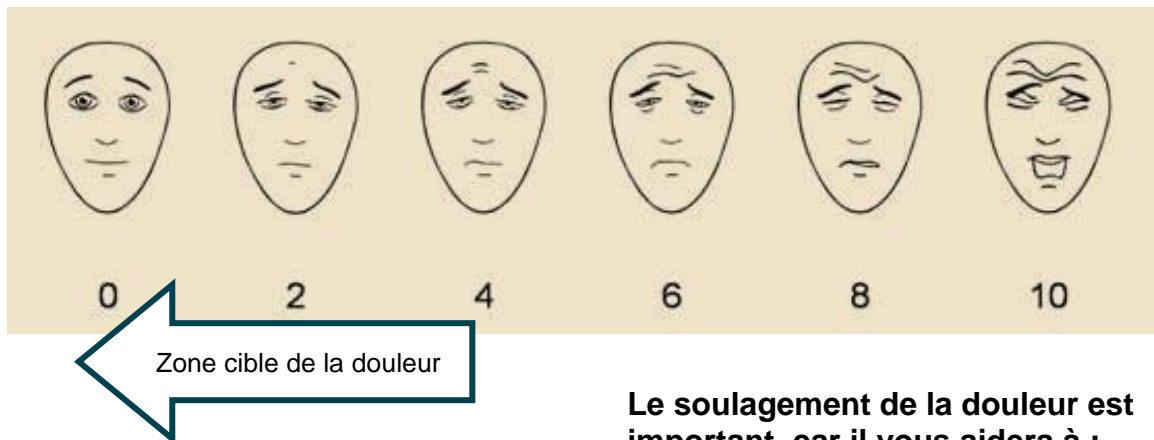 0 2 4 6 8 10
Zone cible de la douleur
Le soulagement de la douleur est
important, car il vous aidera à :